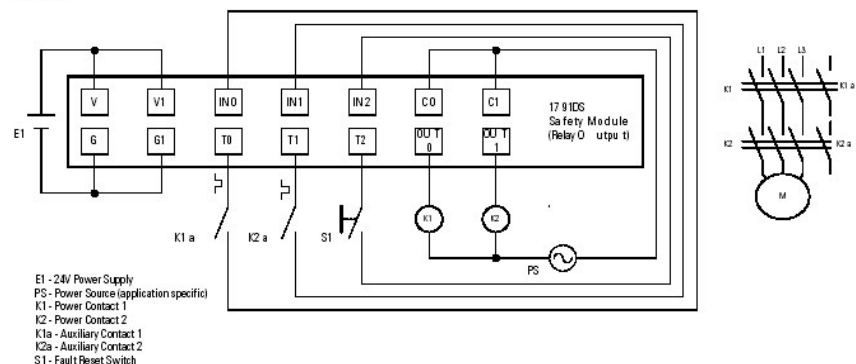 L1 L2 L3
V V1 IN0 IN1 IN2 C0 C1
1791DS
Safety Module
(Relay Output)
K1 K1 a
E1
G G1 T0 T1 T2 OUT 0 OUT 1
K2 K2 a
M
K1 a K2 a S1 K1 K2
PS
E1 - 24V Power Supply
PS - Power Source (application specific)
K1 - Power Contact 1
K2 - Power Contact 2
K1a - Auxiliary Contact 1
K2a - Auxiliary Contact 2
S1 - Fault Reset Switch